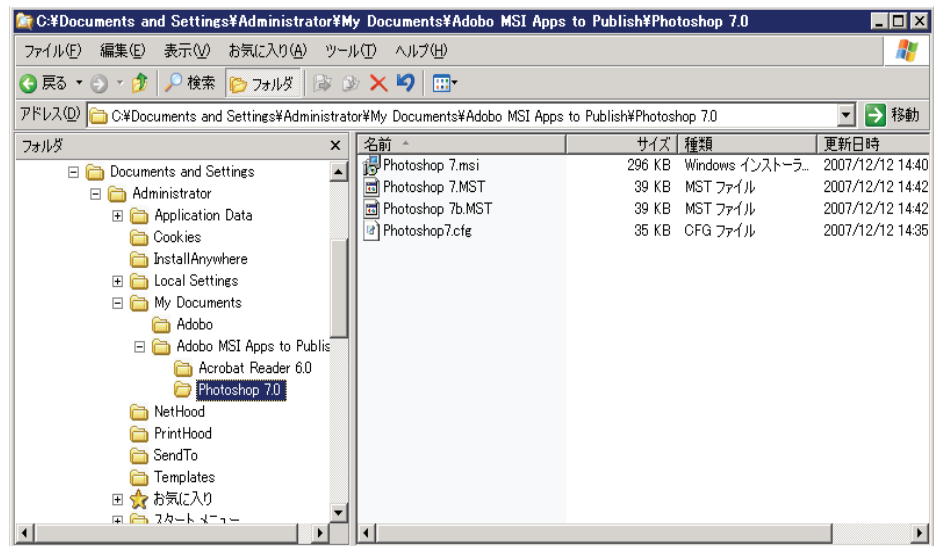 C:¥Documents and Settings¥Administrator¥My Documents¥Adobo MSI Apps to Publish¥Photoshop 7.0
ファイル(F) 編集(E) 表示(V) お気に入り(A) ツール(T) ヘルプ(H)
戻る 検索 フォルダ
アドレス(D) C:¥Documents and Settings¥Administrator¥My Documents¥Adobo MSI Apps to Publish¥Photoshop 7.0 移動
フォルダ x
Documents and Settings
Administrator
Application Data
Cookies
InstallAnywhere
Local Settings
My Documents
Adobo
Adobo MSI Apps to Publis
Acrobat Reader 6.0
Photoshop 7.0
NetHood
PrintHood
SendTo
Templates
お気に入り
スタート メニュー
名前 サイズ 種類 更新日時
Photoshop 7.msi 296 KB Windows インストーラ... 2007/12/12 14:40
Photoshop 7.MST 39 KB MST ファイル 2007/12/12 14:42
Photoshop 7b.MST 39 KB MST ファイル 2007/12/12 14:42
Photoshop7.cfg 35 KB CFG ファイル 2007/12/12 14:35